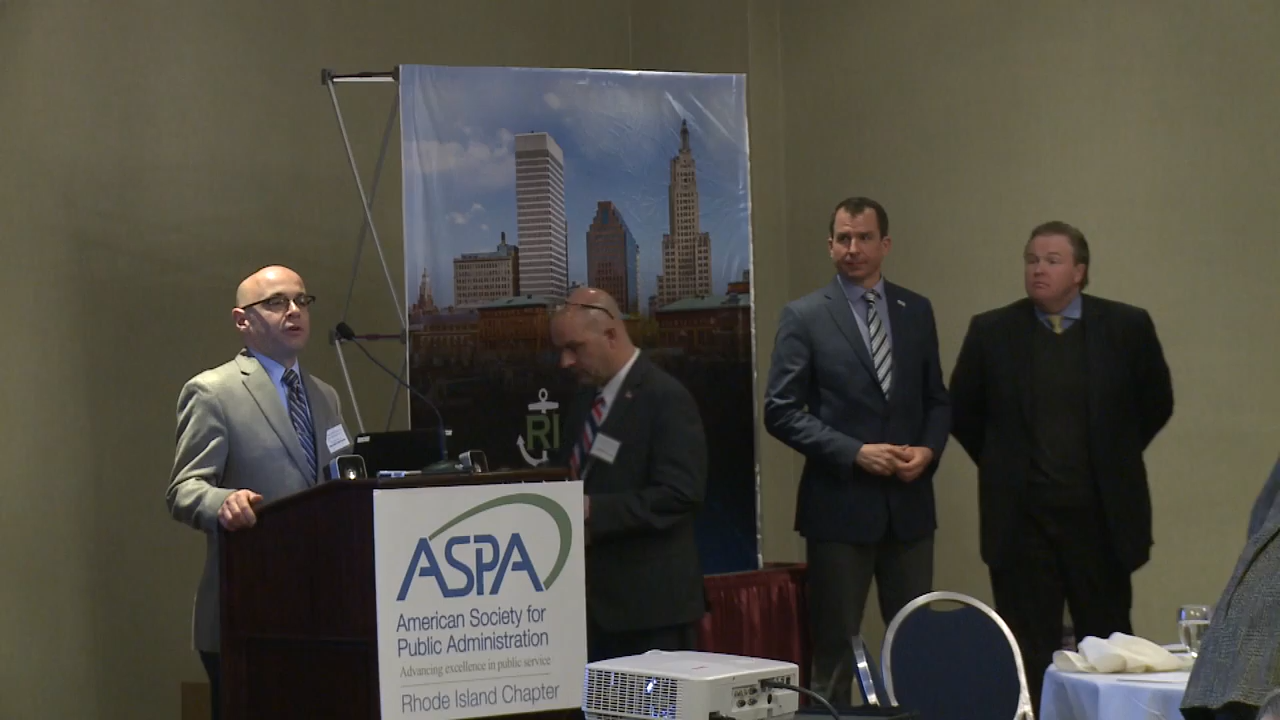 RI
ASPA
American Society for
Public Administration
Advancing excellence in public service
Rhode Island Chapter